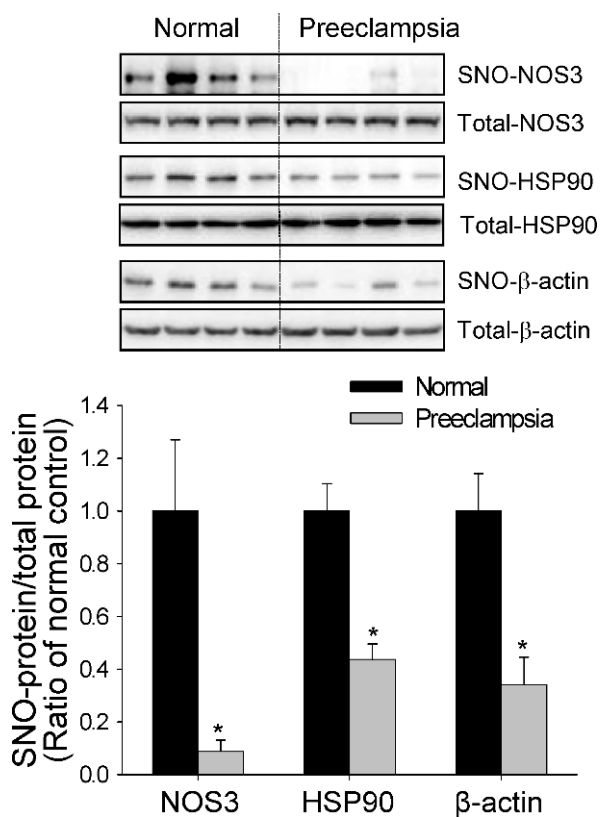 Normal Preeclampsia
SNO-NOS3
Total-NOS3
SNO-HSP90
Total-HSP90
SNO-β-actin
Total-β-actin
Normal
Preeclampsia
SNO-protein/total protein
(Ratio of normal control)
1.4
1.2
1.0
0.8
0.6
0.4
0.2
0.0
*
*
*
NOS3 HSP90 β-actin